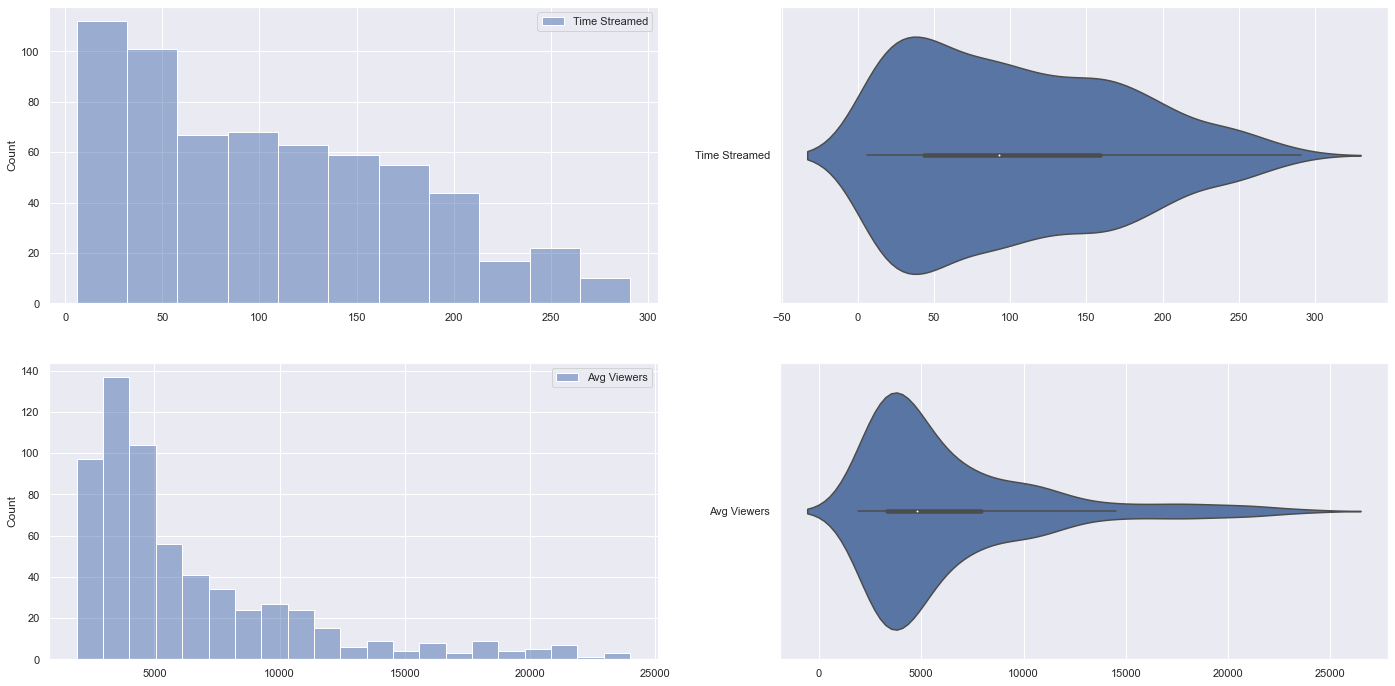 Time Streamed
Count
100
80
60
40
20
0
0 50 100 150 200 250 300
Time Streamed
−50 0 50 100 150 200 250 300
Avg Viewers
Count
140
120
100
80
60
40
20
0
5000 10000 15000 20000 25000
Avg Viewers
0 5000 10000 15000 20000 25000